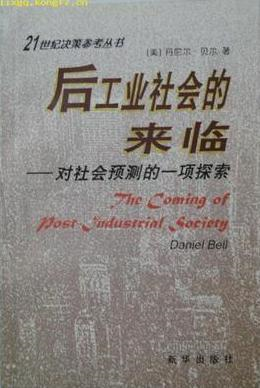 21世纪决策参考丛书
〔美〕丹尼尔·贝尔 著
后工业社会的
来临
——对社会预测的一项探索
The Coming of
Post-Industrial Society
Daniel Bell
新华出版社